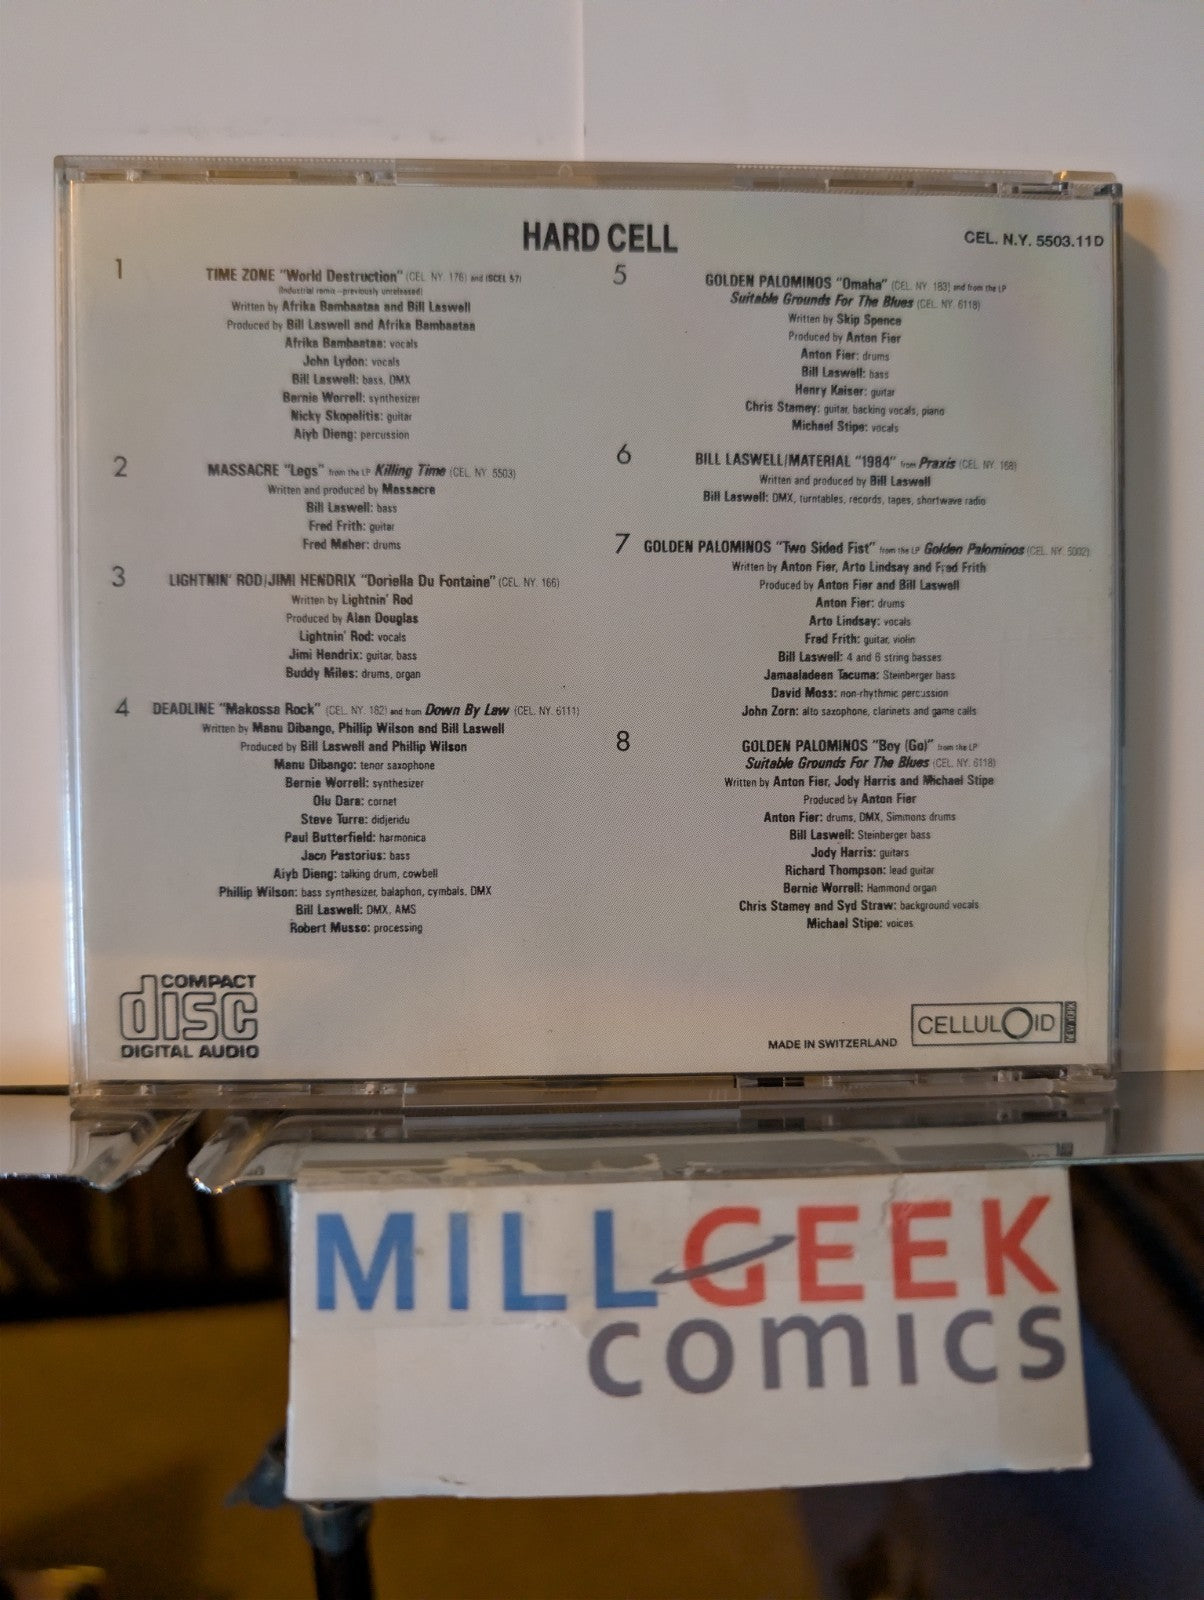 HARD CELL
CEL. N.Y. 5503.11D
1
TIME ZONE "World Destruction" (CEL. NY. 176) and (SCEL 57)
(Industrial remix–previously unreleased)
Written by Afrika Bambaataa and Bill Laswell
Produced by Bill Laswell and Afrika Bambaataa
Afrika Bambaataa: vocals
John Lydon: vocals
Bill Laswell: bass, DMX
Bernie Worrell: synthesizer
Nicky Skopelitis: guitar
Aiyb Dieng: percussion
2
MASSACRE "Legs" from the LP Killing Time (CEL. NY. 5503)
Written and produced by Massacre
Bill Laswell: bass
Fred Frith: guitar
Fred Maher: drums
3
LIGHTNIN' ROD/JIMI HENDRIX "Doriella Du Fontaine" (CEL. NY. 166)
Written by Lightnin' Rod
Produced by Alan Douglas
Lightnin' Rod: vocals
Jimi Hendrix: guitar, bass
Buddy Miles: drums, organ
4
DEADLINE "Makossa Rock" (CEL. NY. 182) and from Down By Law (CEL. NY. 6111)
Written by Manu Dibango, Phillip Wilson and Bill Laswell
Produced by Bill Laswell and Phillip Wilson
Manu Dibango: tenor saxophone
Bernie Worrell: synthesizer
Olu Dara: cornet
Steve Turre: didjeridu
Paul Butterfield: harmonica
Jaco Pastorius: bass
Aiyb Dieng: talking drum, cowbell
Phillip Wilson: bass synthesizer, balaphon, cymbals, DMX
Bill Laswell: DMX, AMS
Robert Musso: processing
5
GOLDEN PALOMINOS "Omaha" (CEL. NY. 183) and from the LP
Suitable Grounds For The Blues (CEL. NY. 6118)
Written by Skip Spence
Produced by Anton Fier
Anton Fier: drums
Bill Laswell: bass
Henry Kaiser: guitar
Chris Stamey: guitar, backing vocals, piano
Michael Stipe: vocals
6
BILL LASWELL/MATERIAL "1984" from Praxis (CEL. NY. 168)
Written and produced by Bill Laswell
Bill Laswell: DMX, turntables, records, tapes, shortwave radio
7
GOLDEN PALOMINOS "Two Sided Fist" from the LP Golden Palominos (CEL. NY. 5002)
Written by Anton Fier, Arto Lindsay and Fred Frith
Produced by Anton Fier and Bill Laswell
Anton Fier: drums
Arto Lindsay: vocals
Fred Frith: guitar, violin
Bill Laswell: 4 and 6 string basses
Jamaaladeen Tacuma: Steinberger bass
David Moss: non-rhythmic percussion
John Zorn: alto saxophone, clarinets and game calls
8
GOLDEN PALOMINOS "Boy (Go)" from the LP
Suitable Grounds For The Blues (CEL. NY. 6118)
Written by Anton Fier, Jody Harris and Michael Stipe
Produced by Anton Fier
Anton Fier: drums, DMX, Simmons drums
Bill Laswell: Steinberger bass
Jody Harris: guitars
Richard Thompson: lead guitar
Bernie Worrell: Hammond organ
Chris Stamey and Syd Straw: background vocals
Michael Stipe: voices
COMPACT
disc
DIGITAL AUDIO
MADE IN SWITZERLAND
CELLULOID
NEW YORK
MILLGEEK
comics